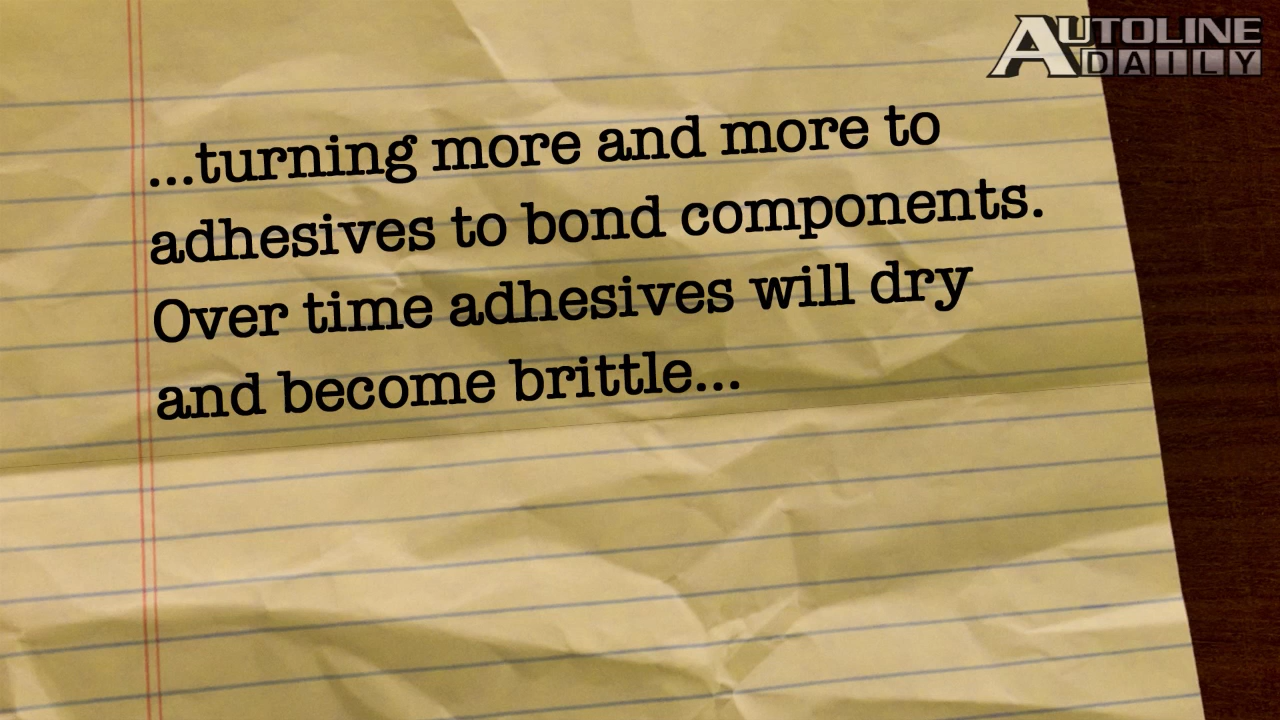 AUTOLINE
DAILY
...turning more and more to
adhesives to bond components.
Over time adhesives will dry
and become brittle...